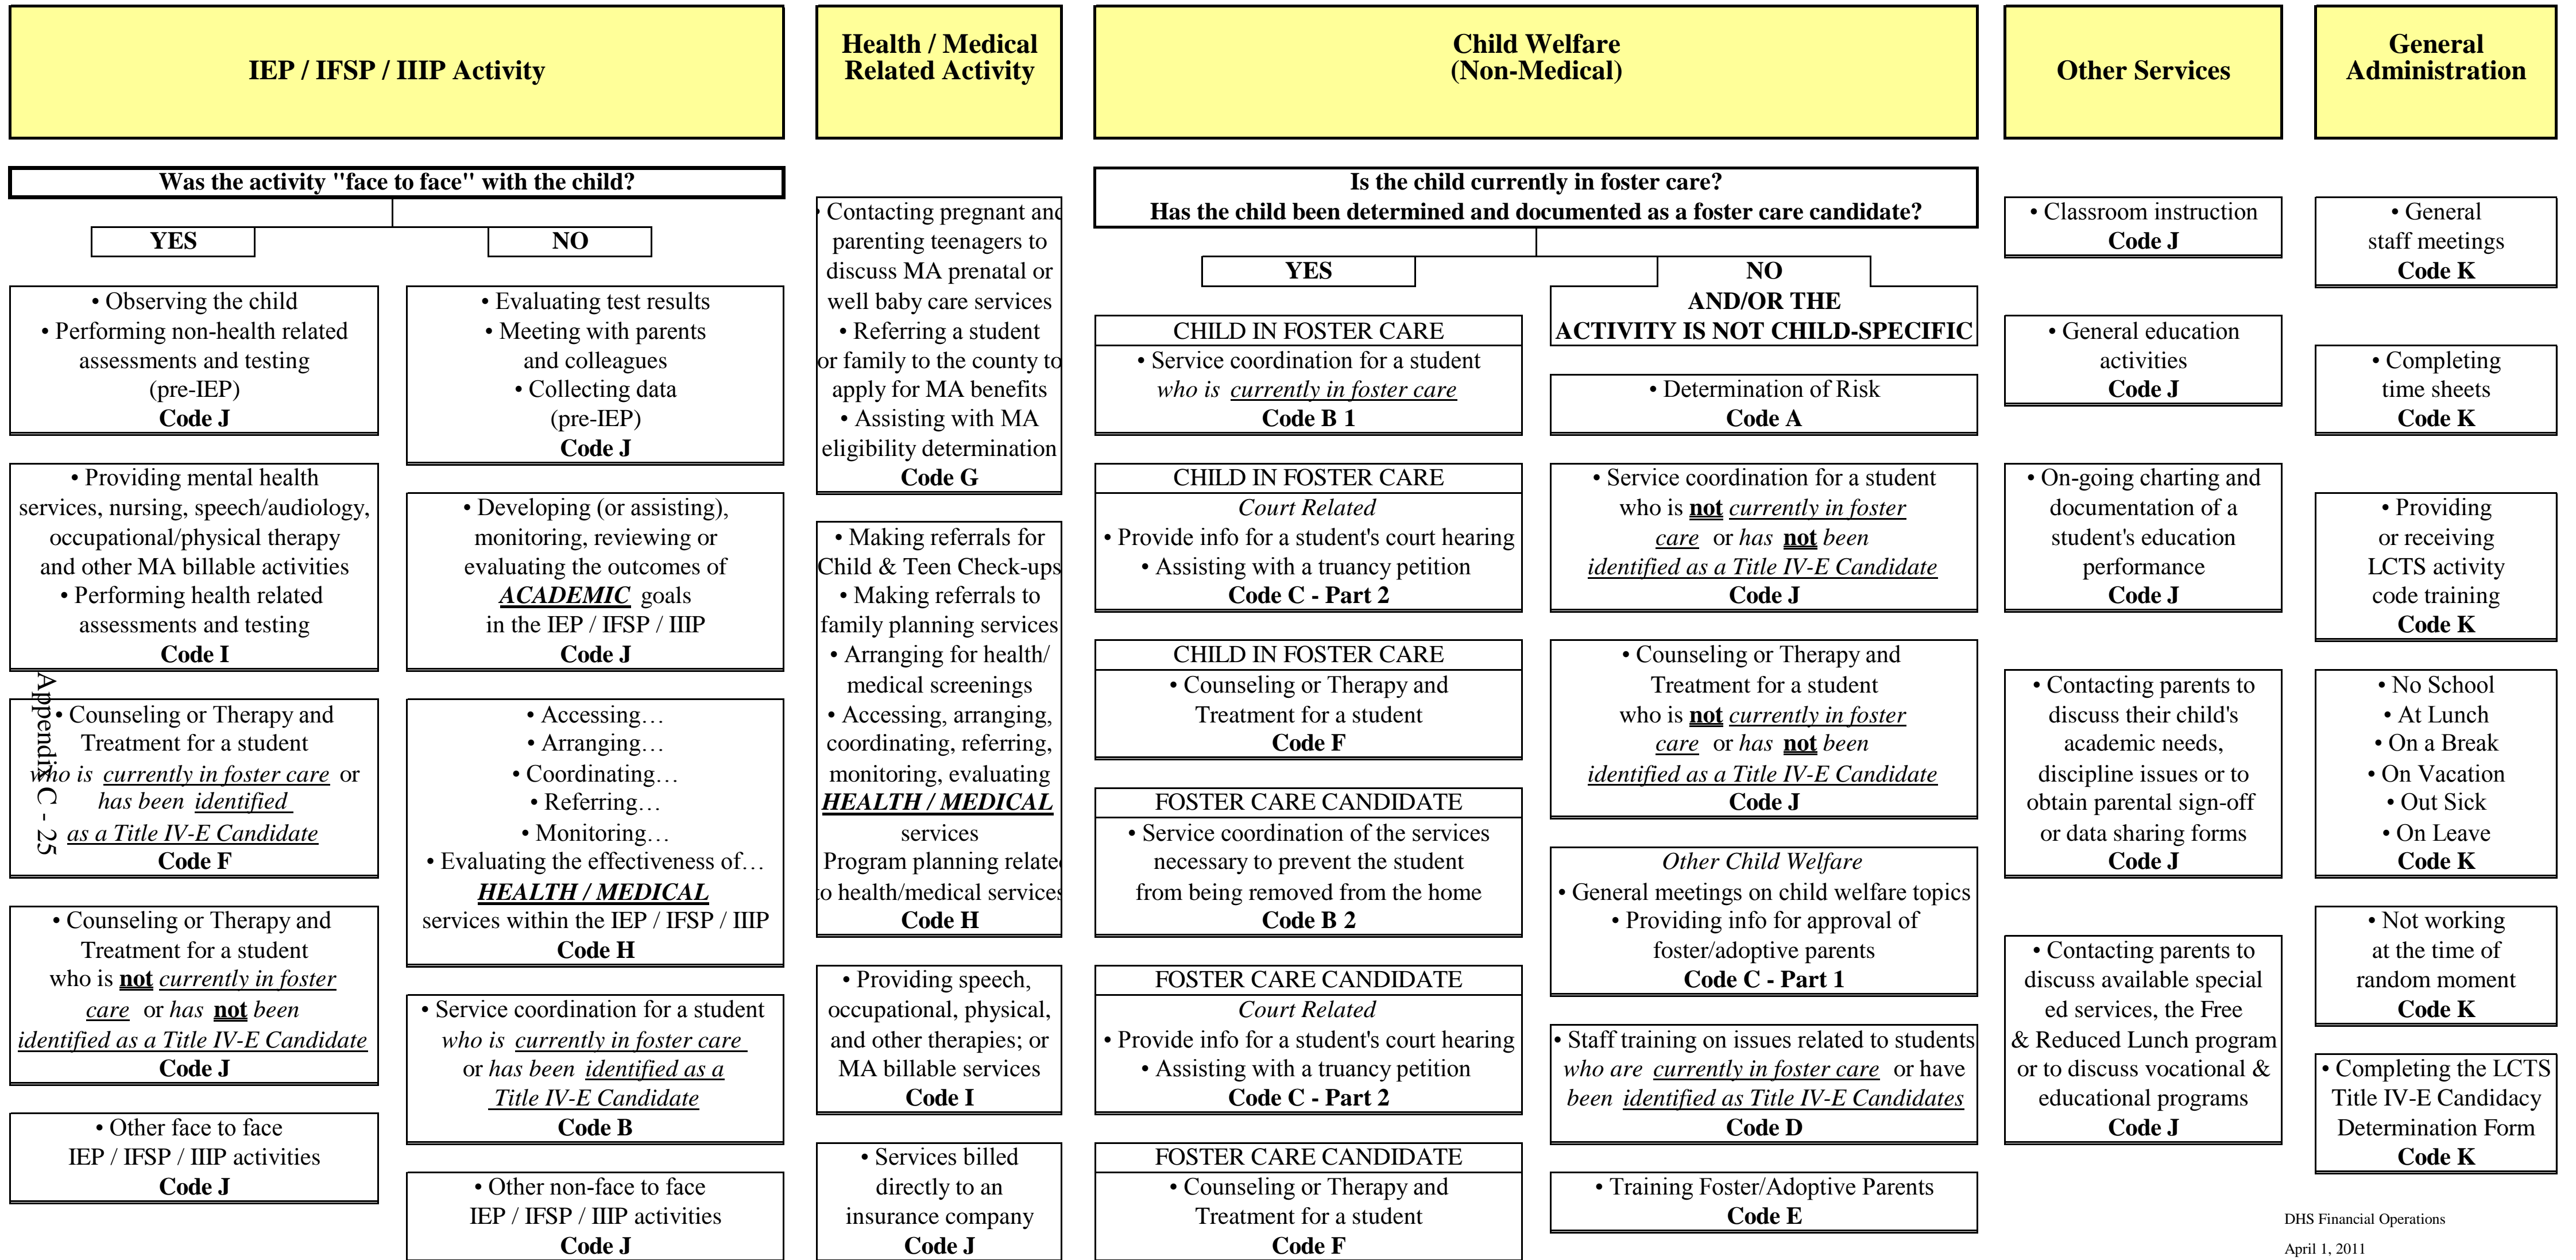 IEP / IFSP / IIIP Activity
Was the activity "face to face" with the child?
YES
• Observing the child
• Performing non-health related
assessments and testing
(pre-IEP)
Code J
• Providing mental health
services, nursing, speech/audiology,
occupational/physical therapy
and other MA billable activities
• Performing health related
assessments and testing
Code I
Appendix C - 25
• Counseling or Therapy and
Treatment for a student
who is currently in foster care or
has been identified
as a Title IV-E Candidate
Code F
• Counseling or Therapy and
Treatment for a student
who is not currently in foster
care or has not been
identified as a Title IV-E Candidate
Code J
• Other face to face
IEP / IFSP / IIIP activities
Code J
NO
• Evaluating test results
• Meeting with parents
and colleagues
• Collecting data
(pre-IEP)
Code J
• Developing (or assisting),
monitoring, reviewing or
evaluating the outcomes of
ACADEMIC goals
in the IEP / IFSP / IIIP
Code J
• Accessing…
• Arranging…
• Coordinating…
• Referring…
• Monitoring…
• Evaluating the effectiveness of…
HEALTH / MEDICAL
services within the IEP / IFSP / IIIP
Code H
• Service coordination for a student
who is currently in foster care
or has been identified as a
Title IV-E Candidate
Code B
• Other non-face to face
IEP / IFSP / IIIP activities
Code J
Health / Medical
Related Activity
• Contacting pregnant and
parenting teenagers to
discuss MA prenatal or
well baby care services
• Referring a student
or family to the county to
apply for MA benefits
• Assisting with MA
eligibility determination
Code G
• Making referrals for
Child & Teen Check-ups
• Making referrals to
family planning services
• Arranging for health/
medical screenings
• Accessing, arranging,
coordinating, referring,
monitoring, evaluating
HEALTH / MEDICAL
services
Program planning relate
to health/medical services
Code H
• Providing speech,
occupational, physical,
and other therapies; or
MA billable services
Code I
• Services billed
directly to an
insurance company
Code J
Child Welfare
(Non-Medical)
Is the child currently in foster care?
Has the child been determined and documented as a foster care candidate?
YES
CHILD IN FOSTER CARE
• Service coordination for a student
who is currently in foster care
Code B 1
CHILD IN FOSTER CARE
Court Related
• Provide info for a student's court hearing
• Assisting with a truancy petition
Code C - Part 2
CHILD IN FOSTER CARE
• Counseling or Therapy and
Treatment for a student
Code F
FOSTER CARE CANDIDATE
• Service coordination of the services
necessary to prevent the student
from being removed from the home
Code B 2
FOSTER CARE CANDIDATE
Court Related
• Provide info for a student's court hearing
• Assisting with a truancy petition
Code C - Part 2
FOSTER CARE CANDIDATE
• Counseling or Therapy and
Treatment for a student
Code F
NO
AND/OR THE
ACTIVITY IS NOT CHILD-SPECIFIC
• Determination of Risk
Code A
• Service coordination for a student
who is not currently in foster
care or has not been
identified as a Title IV-E Candidate
Code J
• Counseling or Therapy and
Treatment for a student
who is not currently in foster
care or has not been
identified as a Title IV-E Candidate
Code J
Other Child Welfare
• General meetings on child welfare topics
• Providing info for approval of
foster/adoptive parents
Code C - Part 1
• Staff training on issues related to students
who are currently in foster care or have
been identified as Title IV-E Candidates
Code D
• Training Foster/Adoptive Parents
Code E
Other Services
• Classroom instruction
Code J
• General education
activities
Code J
• On-going charting and
documentation of a
student's education
performance
Code J
• Contacting parents to
discuss their child's
academic needs,
discipline issues or to
obtain parental sign-off
or data sharing forms
Code J
• Contacting parents to
discuss available special
ed services, the Free
& Reduced Lunch program
or to discuss vocational &
educational programs
Code J
General
Administration
• General
staff meetings
Code K
• Completing
time sheets
Code K
• Providing
or receiving
LCTS activity
code training
Code K
• No School
• At Lunch
• On a Break
• On Vacation
• Out Sick
• On Leave
Code K
• Not working
at the time of
random moment
Code K
• Completing the LCTS
Title IV-E Candidacy
Determination Form
Code K
DHS Financial Operations
April 1, 2011